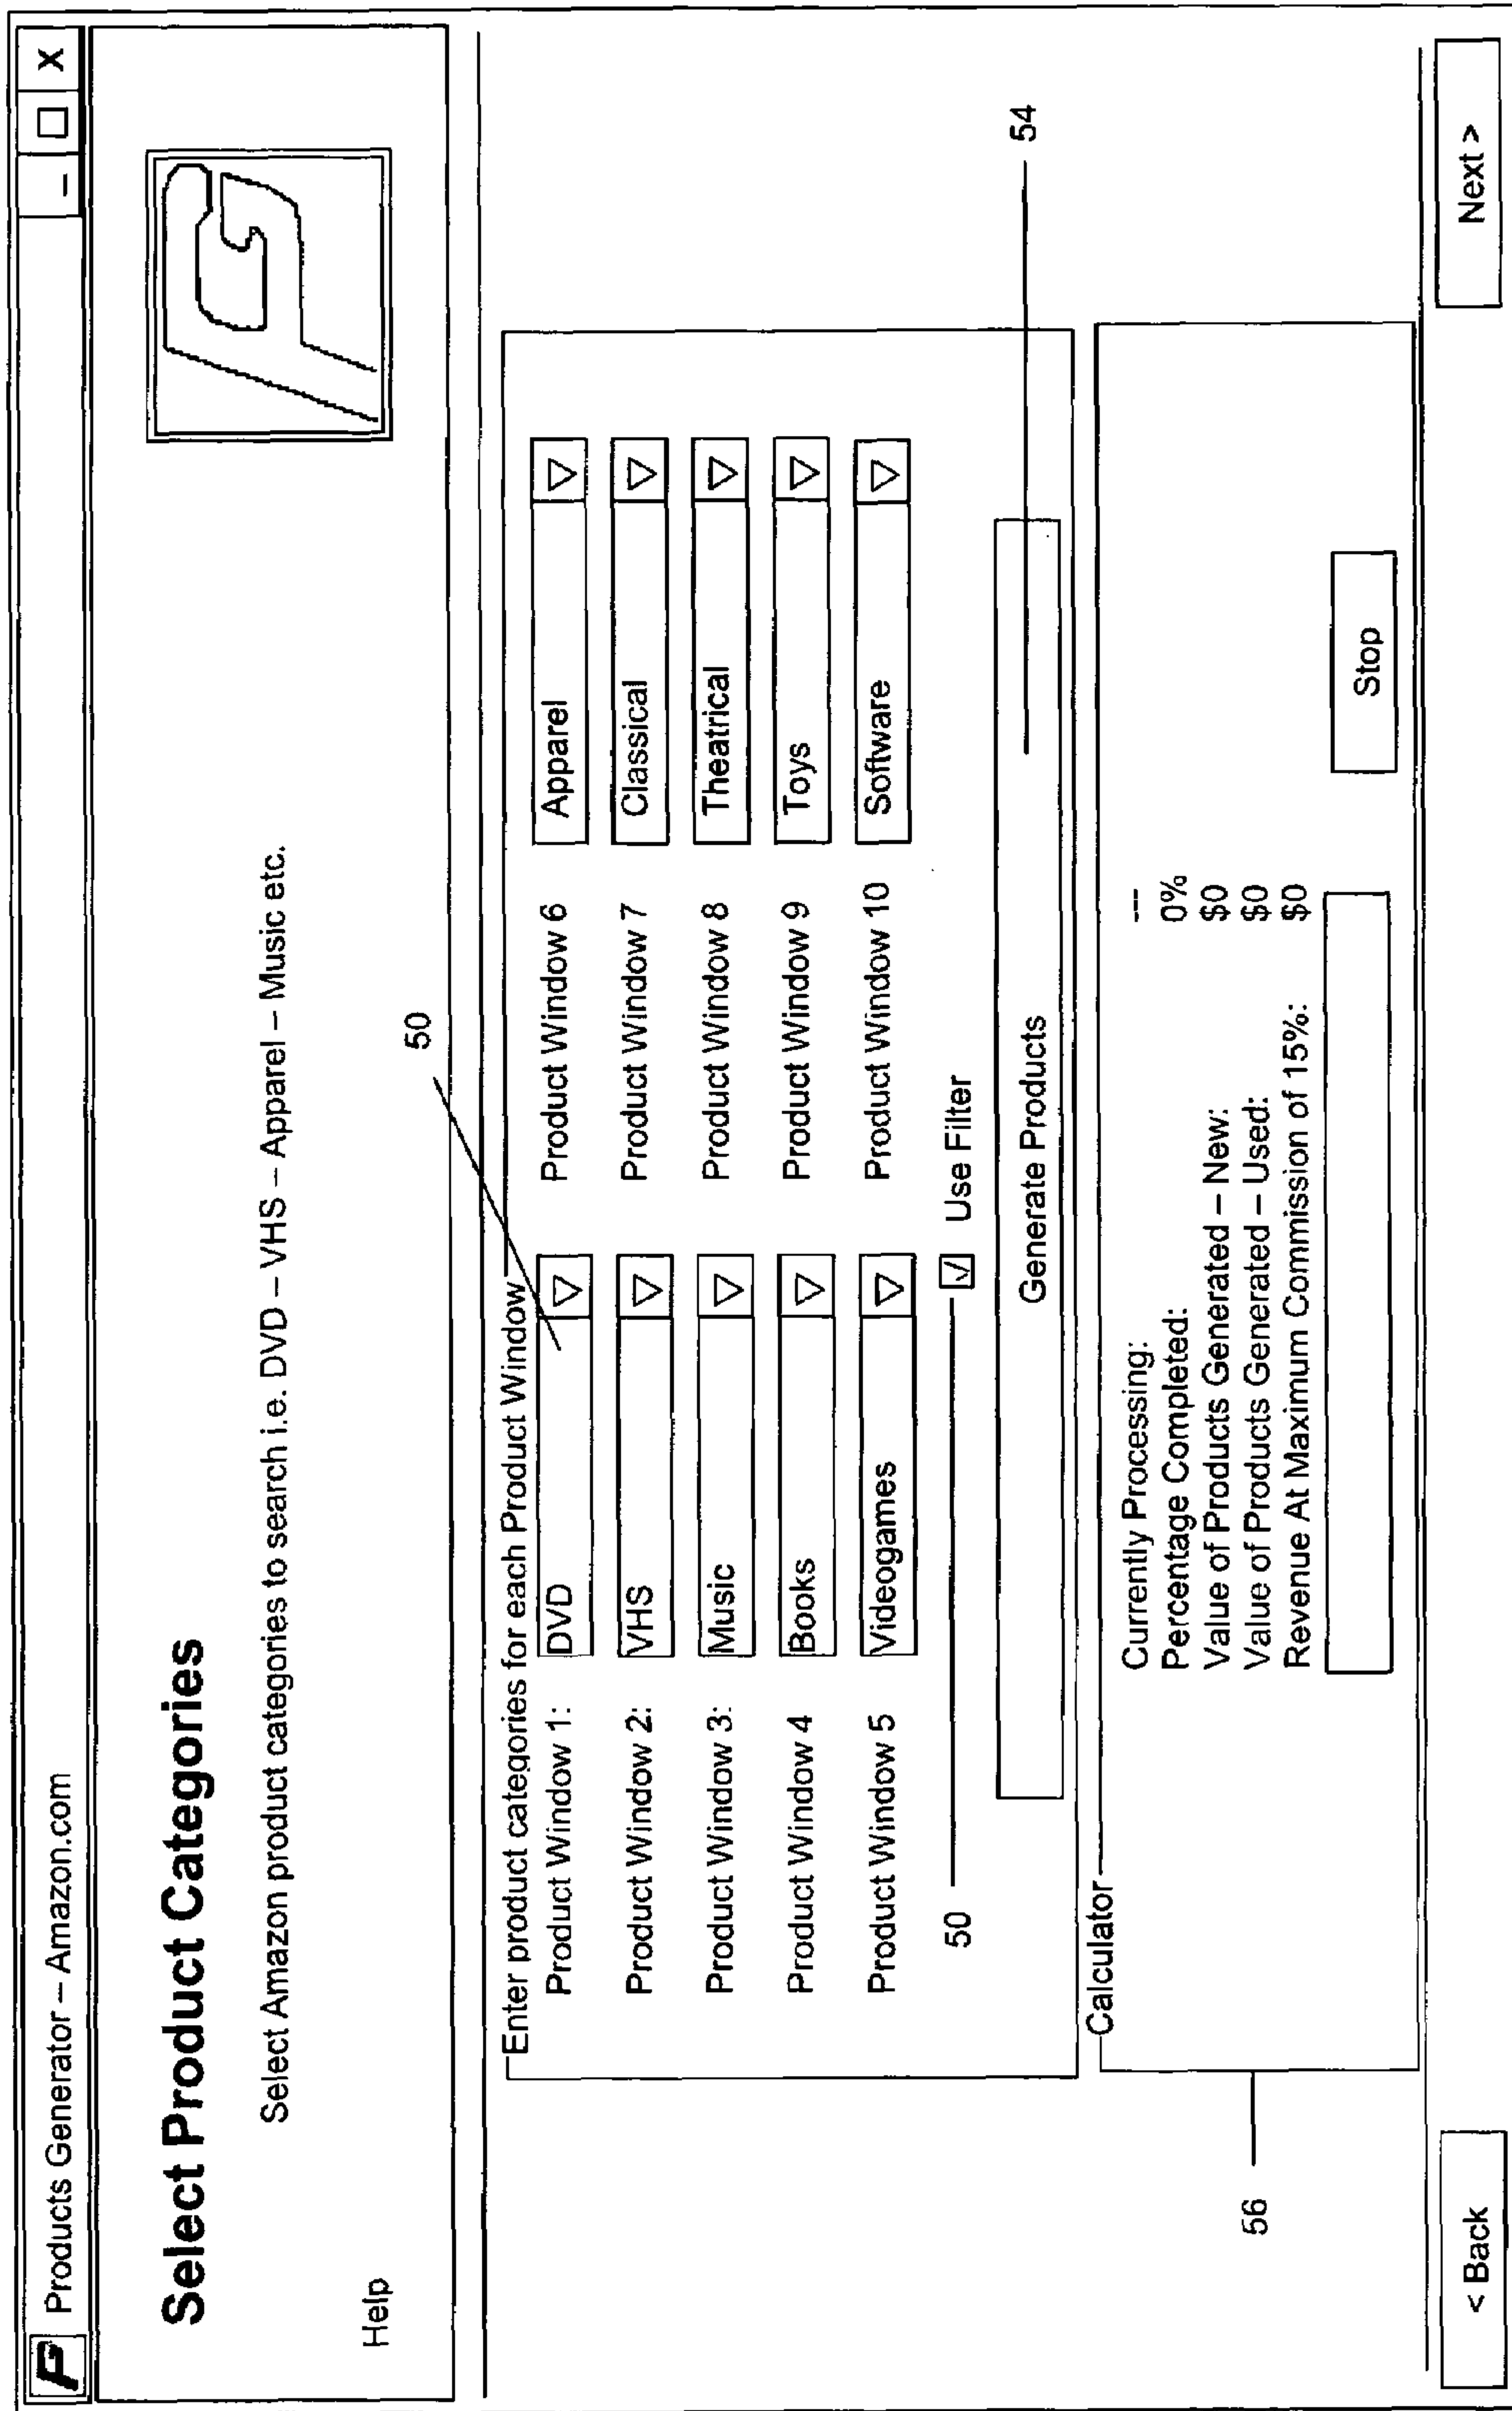 Products Generator – Amazon.com
_ □ X
Select Product Categories
Select Amazon product categories to search i.e. DVD – VHS – Apparel – Music etc.
Help
50
Enter product categories for each Product Window
Product Window 1: DVD Product Window 6 Apparel
Product Window 2: VHS Product Window 7 Classical
Product Window 3: Music Product Window 8 Theatrical
Product Window 4 Books Product Window 9 Toys
Product Window 5 Videogames Product Window 10 Software
50 Use Filter
Generate Products
54
Calculator
Currently Processing: ---
Percentage Completed: 0%
Value of Products Generated – New: $0
Value of Products Generated – Used: $0
Revenue At Maximum Commission of 15%: $0
Stop
56
< Back Next >